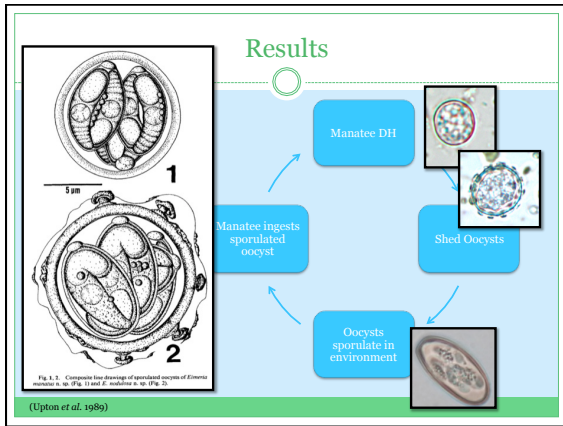 Results
1
5 µm
2
Fig. 1, 2. Composite line drawings of sporulated oocysts of Eimeria
manatus n. sp. (Fig. 1) and E. nodulosa n. sp. (Fig. 2).
Manatee DH
Shed Oocysts
Oocysts
sporulate in
environment
Manatee ingests
sporulated
oocyst
(Upton et al. 1989)